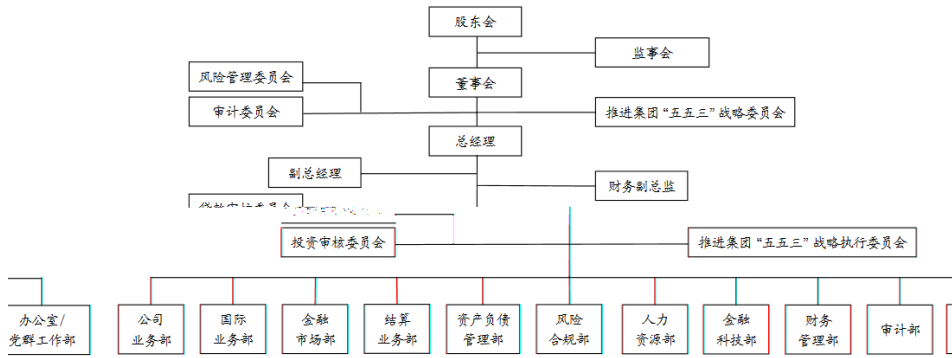 股东会
监事会
风险管理委员会
董事会
审计委员会
推进集团“五五三”战略委员会
总经理
副总经理
财务副总监
投资审核委员会
推进集团“五五三”战略执行委员会
办公室/
党群工作部
公司
业务部
国际
业务部
金融
市场部
结算
业务部
资产负债
管理部
风险
合规部
人力
资源部
金融
科技部
财务
管理部
审计部